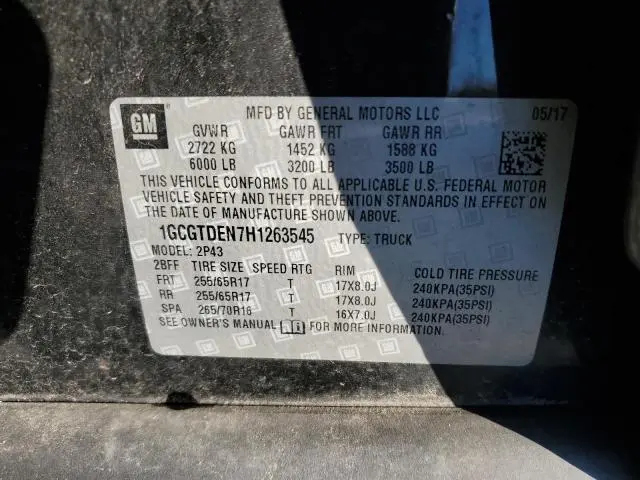 GM
MFD BY GENERAL MOTORS LLC 05/17
GVWR GAWR FRT GAWR RR
2722 KG 1452 KG 1588 KG
6000 LB 3200 LB 3500 LB
THIS VEHICLE CONFORMS TO ALL APPLICABLE U.S. FEDERAL MOTOR
VEHICLE SAFETY AND THEFT PREVENTION STANDARDS IN EFFECT ON
THE DATE OF MANUFACTURE SHOWN ABOVE.
1GCGTDEN7H1263545 TYPE: TRUCK
MODEL: 2P43
2BFF TIRE SIZE SPEED RTG RIM COLD TIRE PRESSURE
FRT 255/65R17 T 17X8.0J 240KPA(35PSI)
RR 255/65R17 T 17X8.0J 240KPA(35PSI)
SPA 265/70R16 T 16X7.0J 240KPA(35PSI)
SEE OWNER'S MANUAL i FOR MORE INFORMATION.